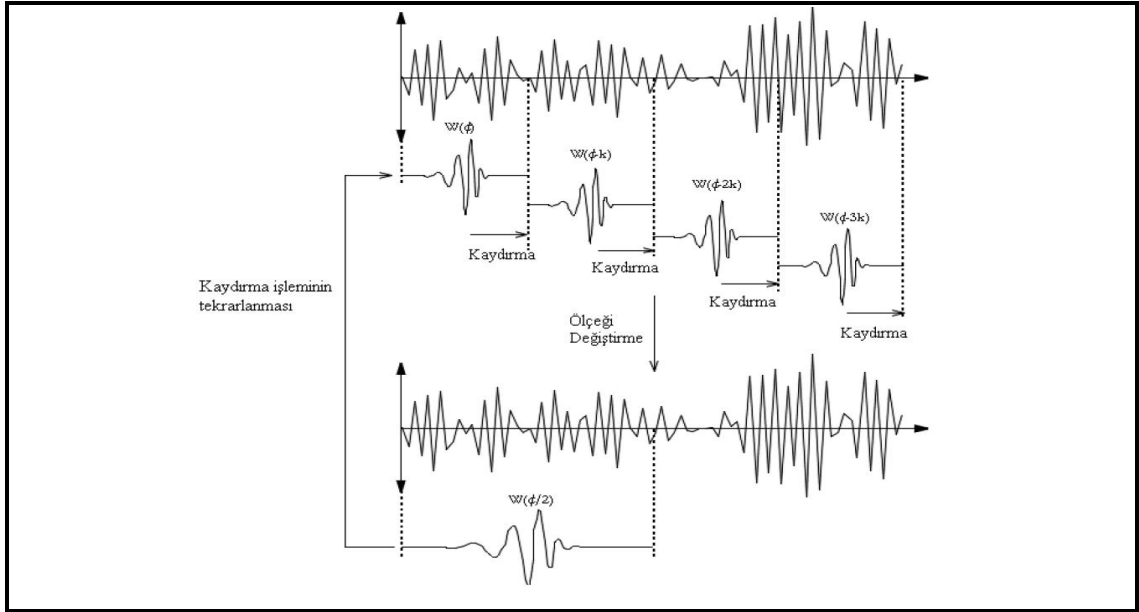 W(ϕ)
W(ϕ-k)
W(ϕ-2k)
W(ϕ-3k)
Kaydırma
Kaydırma
Kaydırma
Kaydırma
Kaydırma işleminin
tekrarlanması
Ölçeği
Değiştirme
W(ϕ/2)